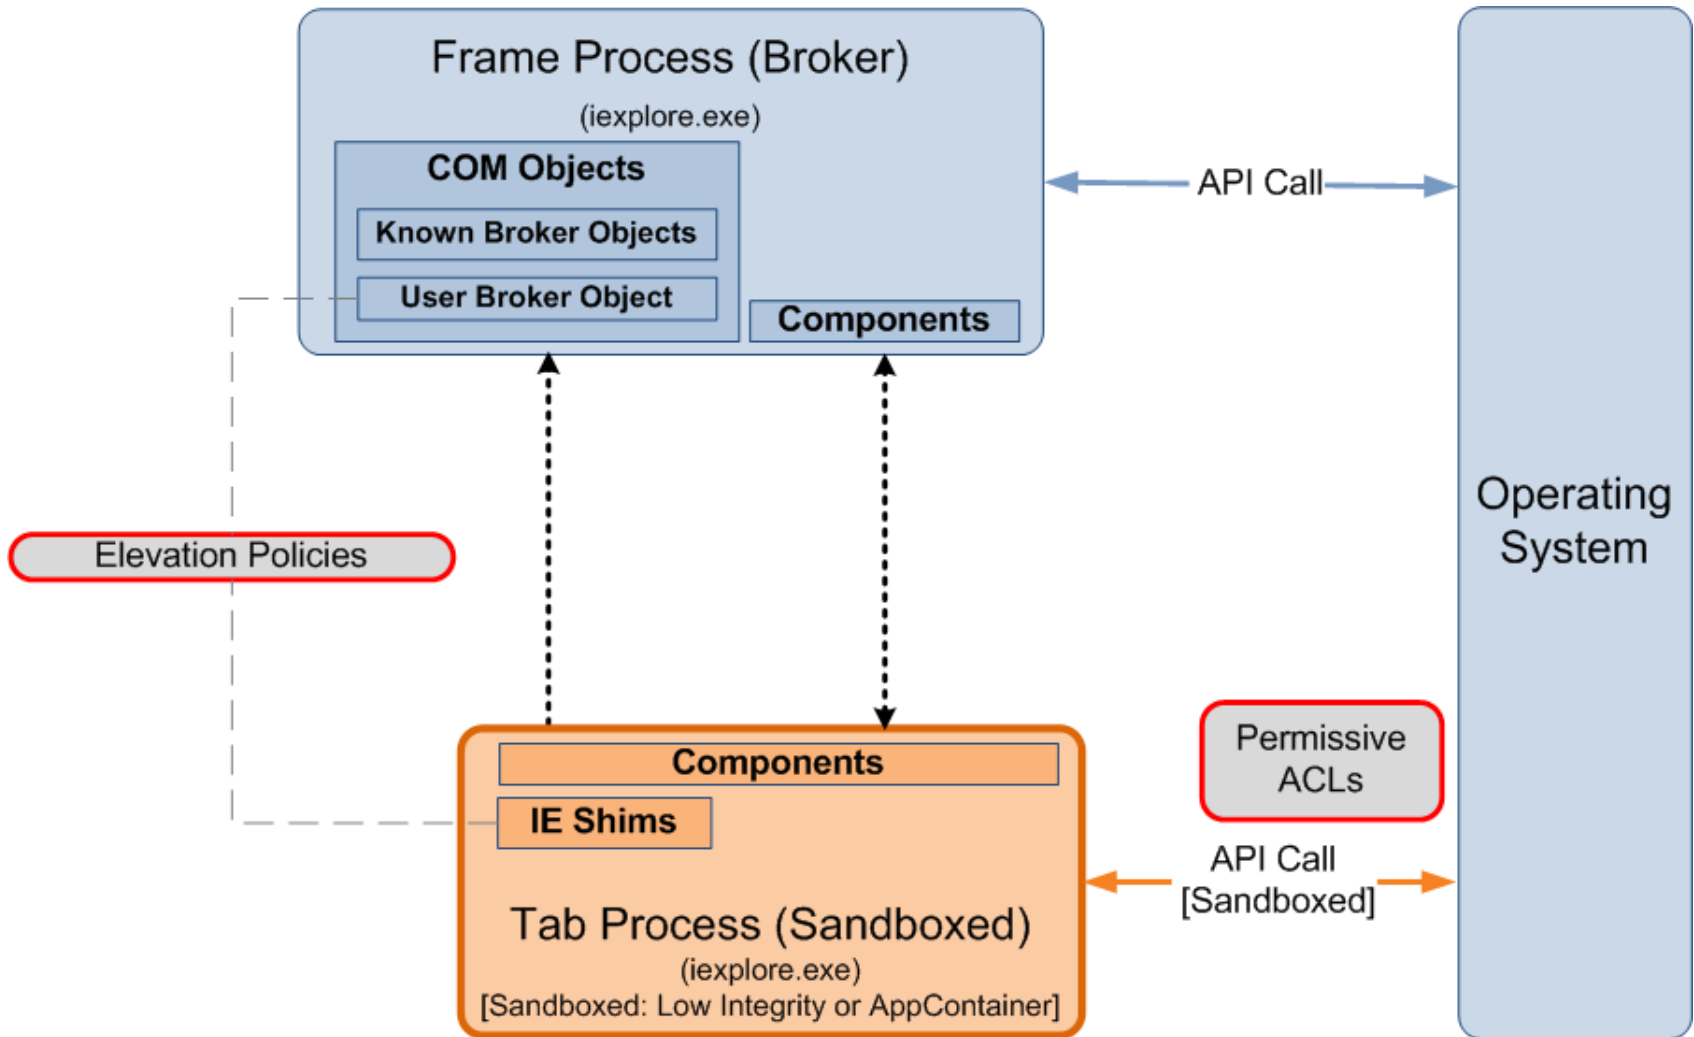 Frame Process (Broker)
(iexplore.exe)
COM Objects
Known Broker Objects
User Broker Object
Components
API Call
Operating
System
Elevation Policies
Permissive
ACLs
Components
IE Shims
API Call
[Sandboxed]
Tab Process (Sandboxed)
(iexplore.exe)
[Sandboxed: Low Integrity or AppContainer]